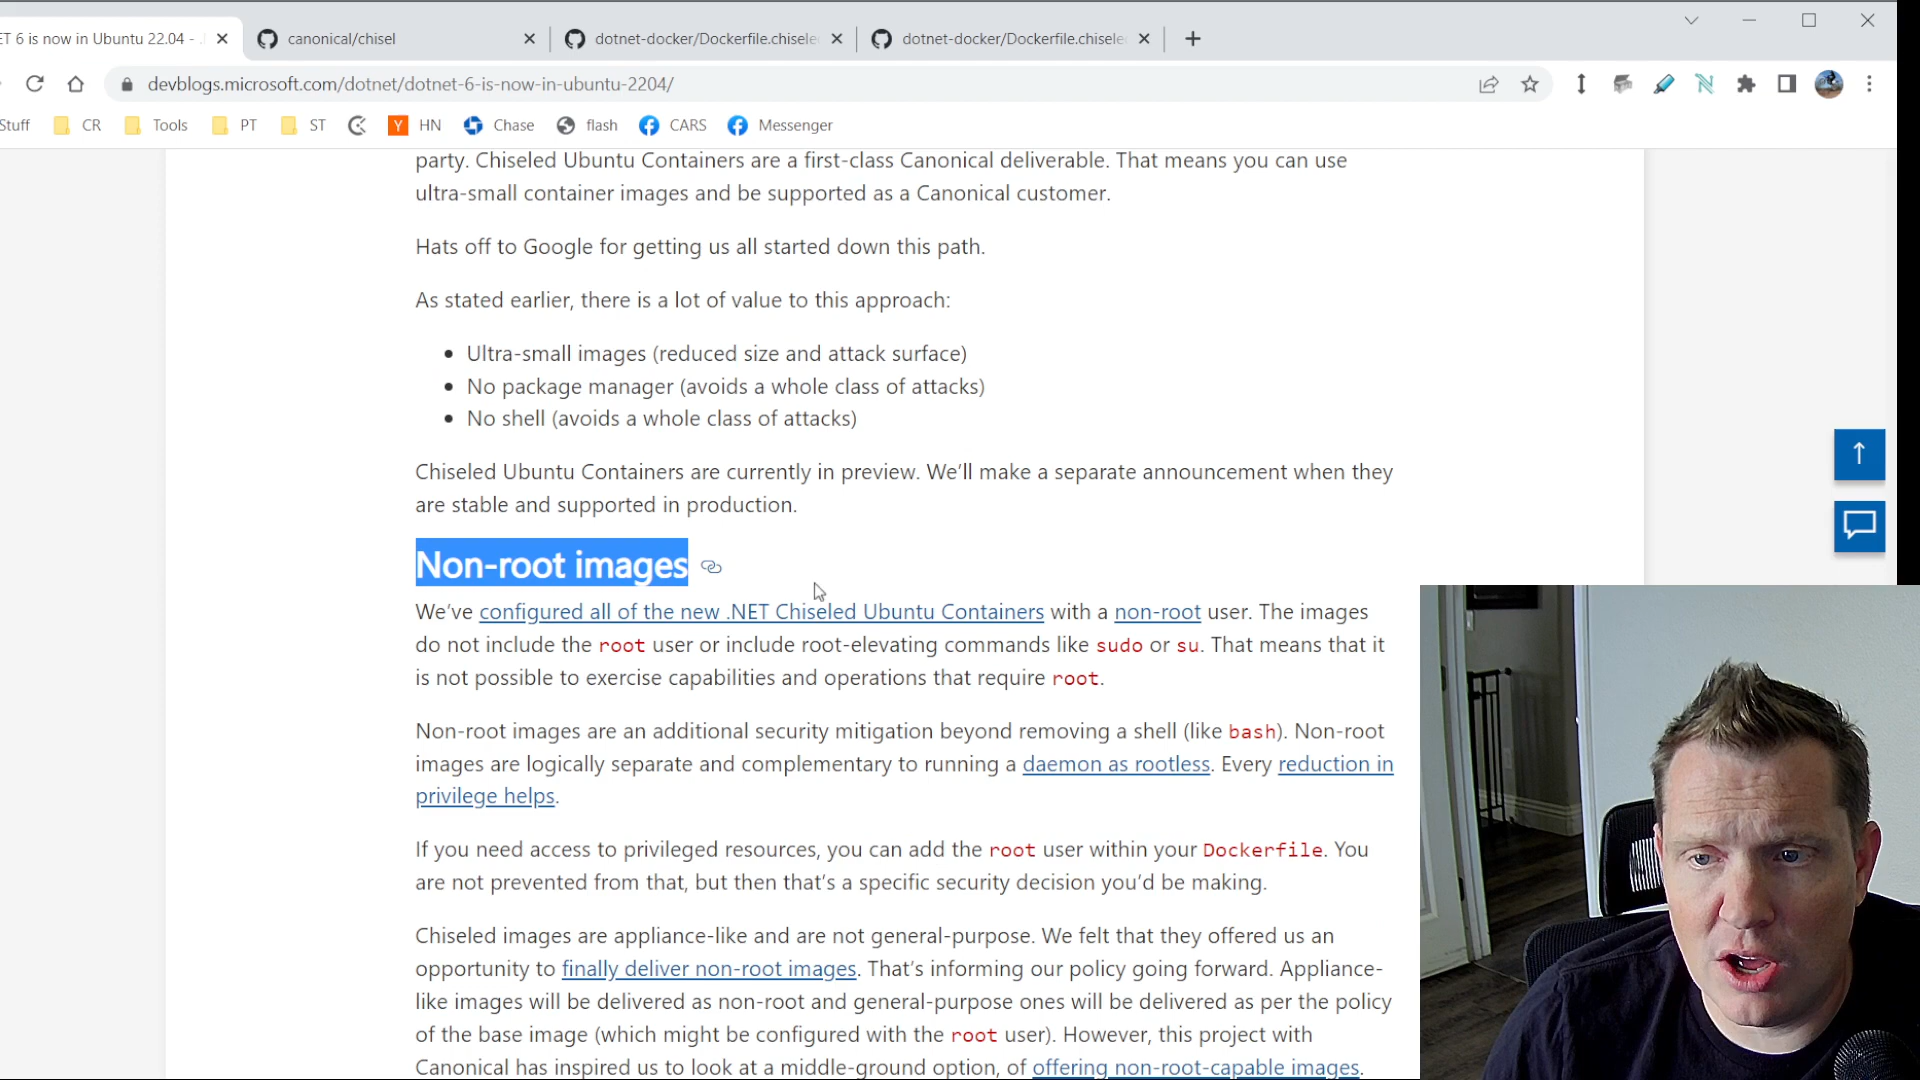 ET 6 is now in Ubuntu 22.04 -
canonical/chisel
dotnet-docker/Dockerfile.chisele
dotnet-docker/Dockerfile.chisele
devblogs.microsoft.com/dotnet/dotnet-6-is-now-in-ubuntu-2204/
Stuff CR Tools PT ST Y HN Chase flash CARS Messenger
party. Chiseled Ubuntu Containers are a first-class Canonical deliverable. That means you can use
ultra-small container images and be supported as a Canonical customer.
Hats off to Google for getting us all started down this path.
As stated earlier, there is a lot of value to this approach:
• Ultra-small images (reduced size and attack surface)
• No package manager (avoids a whole class of attacks)
• No shell (avoids a whole class of attacks)
Chiseled Ubuntu Containers are currently in preview. We’ll make a separate announcement when they
are stable and supported in production.
Non-root images
We’ve configured all of the new .NET Chiseled Ubuntu Containers with a non-root user. The images
do not include the root user or include root-elevating commands like sudo or su. That means that it
is not possible to exercise capabilities and operations that require root.
Non-root images are an additional security mitigation beyond removing a shell (like bash). Non-root
images are logically separate and complementary to running a daemon as rootless. Every reduction in
privilege helps.
If you need access to privileged resources, you can add the root user within your Dockerfile. You
are not prevented from that, but then that’s a specific security decision you’d be making.
Chiseled images are appliance-like and are not general-purpose. We felt that they offered us an
opportunity to finally deliver non-root images. That’s informing our policy going forward. Appliance-
like images will be delivered as non-root and general-purpose ones will be delivered as per the policy
of the base image (which might be configured with the root user). However, this project with
Canonical has inspired us to look at a middle-ground option, of offering non-root-capable images.